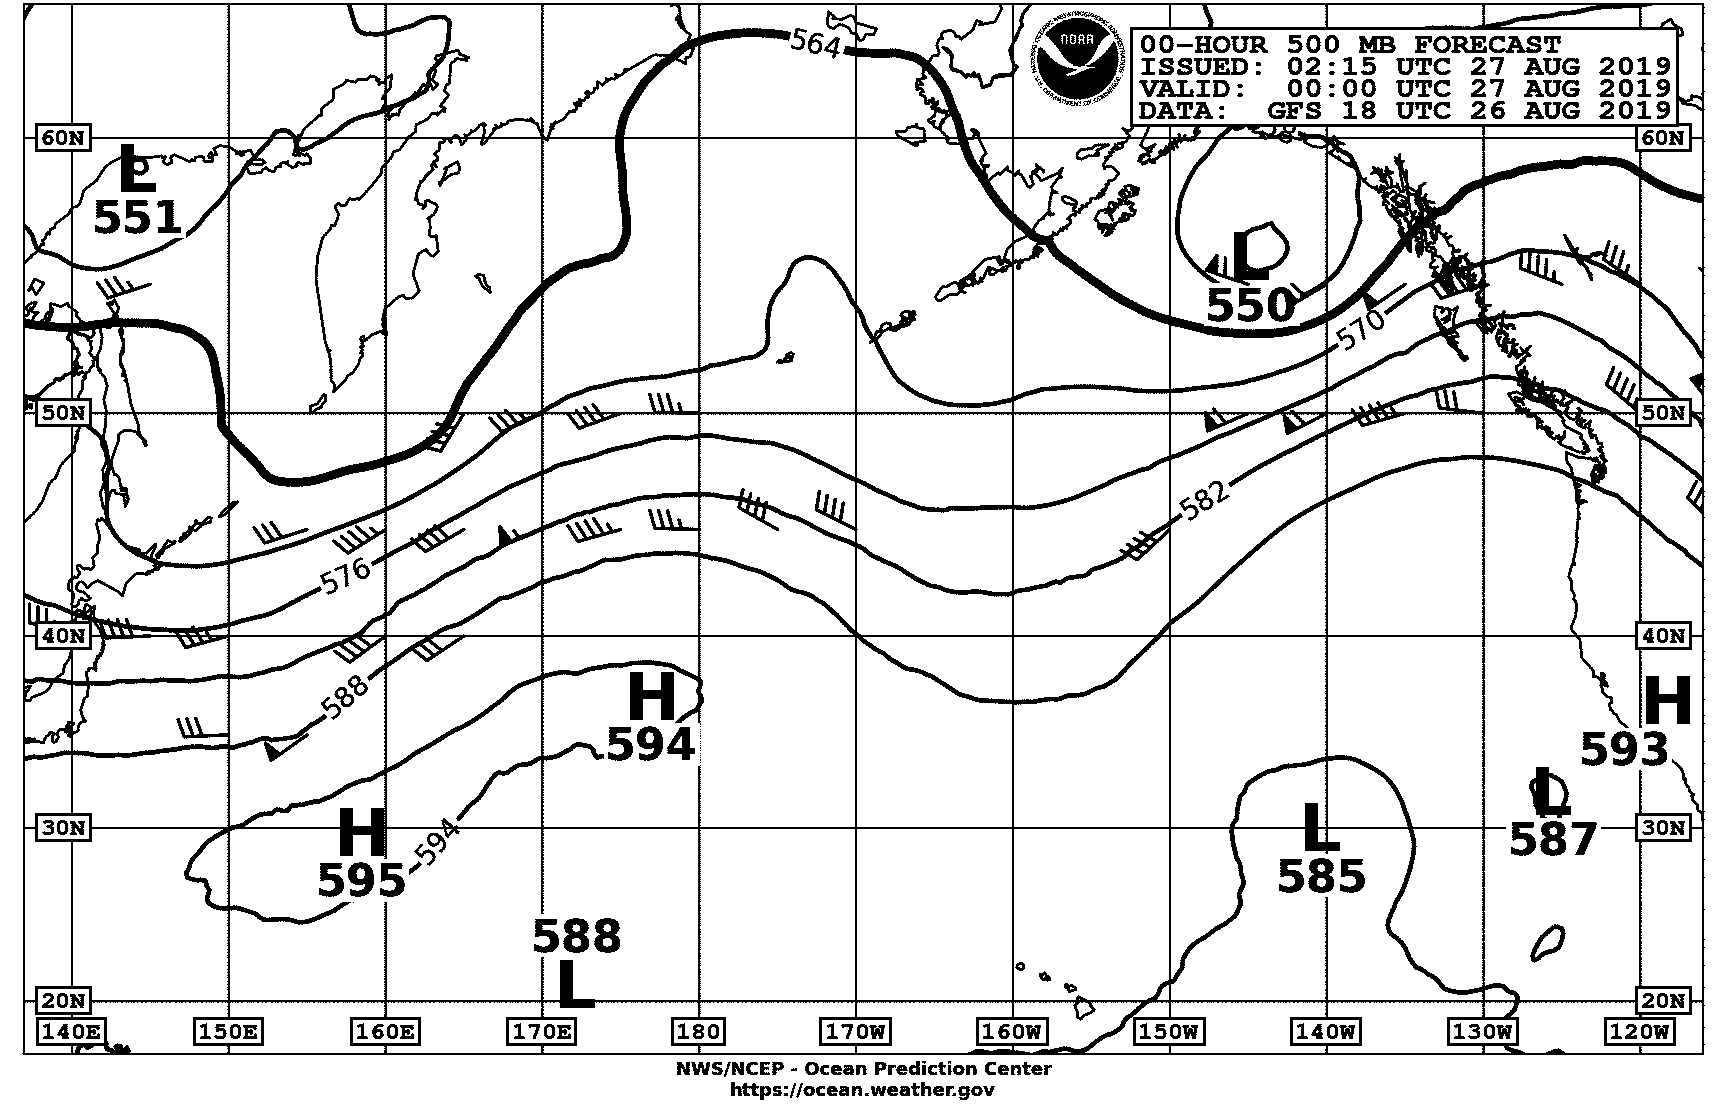 564
NOAA
00-HOUR 500 MB FORECAST
ISSUED: 02:15 UTC 27 AUG 2019
VALID: 00:00 UTC 27 AUG 2019
DATA: GFS 18 UTC 26 AUG 2019
60N
60N
L
551
L
550
570
50N
50N
582
576
40N
40N
588
H
594
H
593
L
587
H
595
594
L
585
30N
30N
588
L
20N
20N
140E 150E 160E 170E 180 170W 160W 150W 140W 130W 120W
NWS/NCEP - Ocean Prediction Center
https://ocean.weather.gov